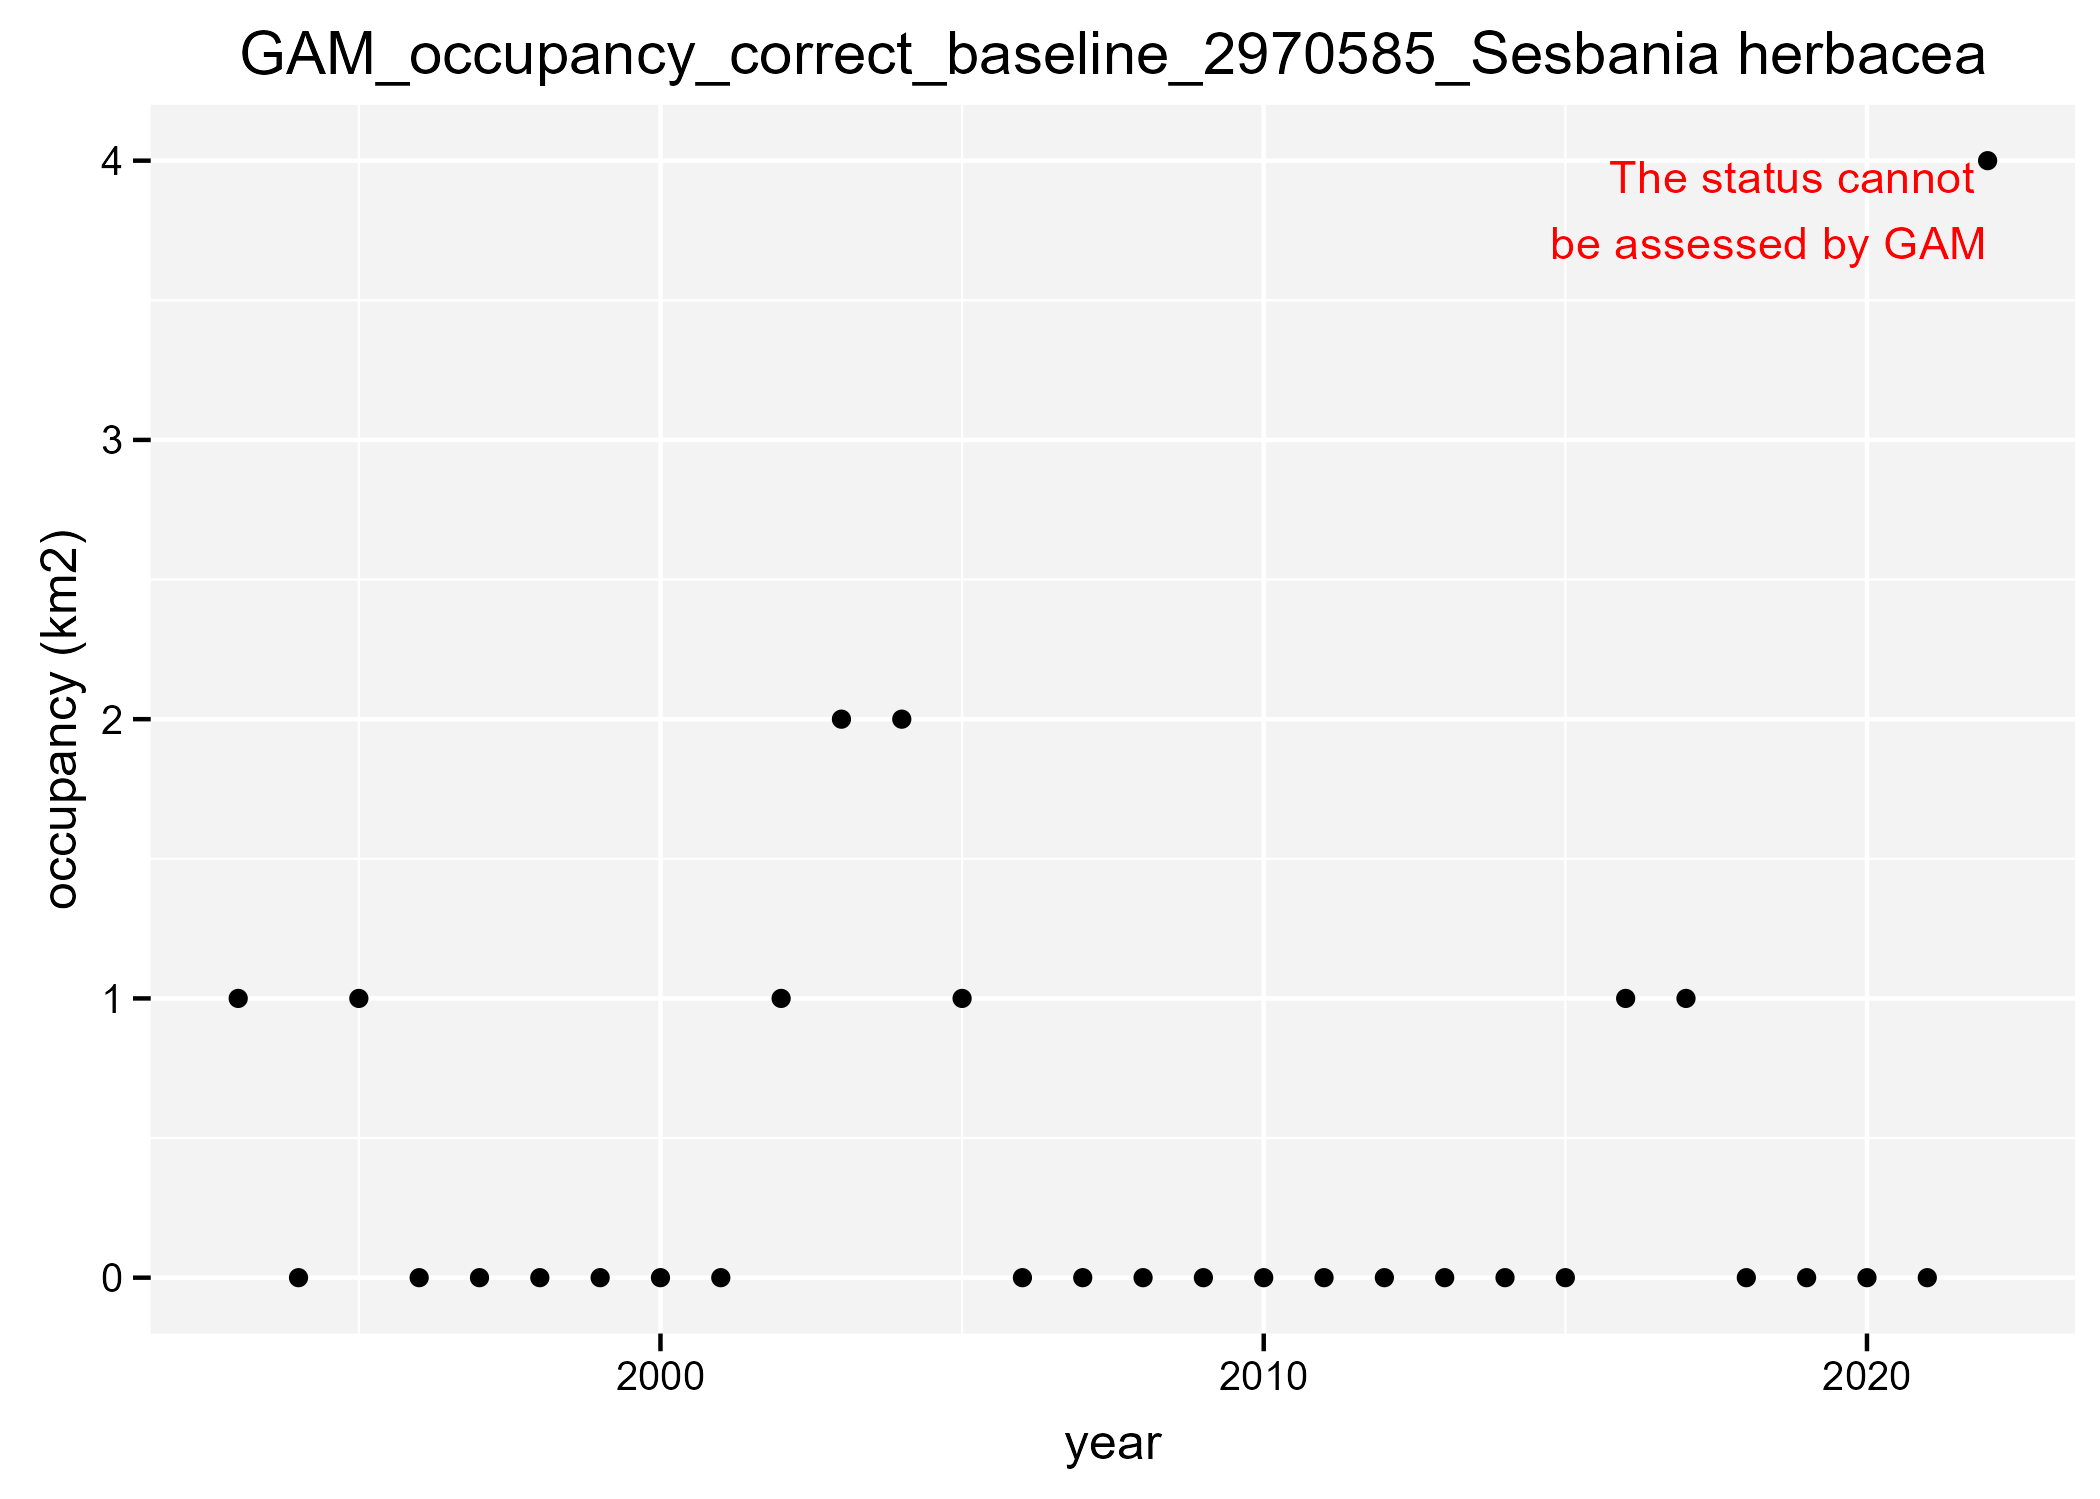 GAM_occupancy_correct_baseline_2970585_Sesbania herbacea
4
The status cannot
be assessed by GAM
3
occupancy (km2)
2
1
0
2000 2010 2020
year